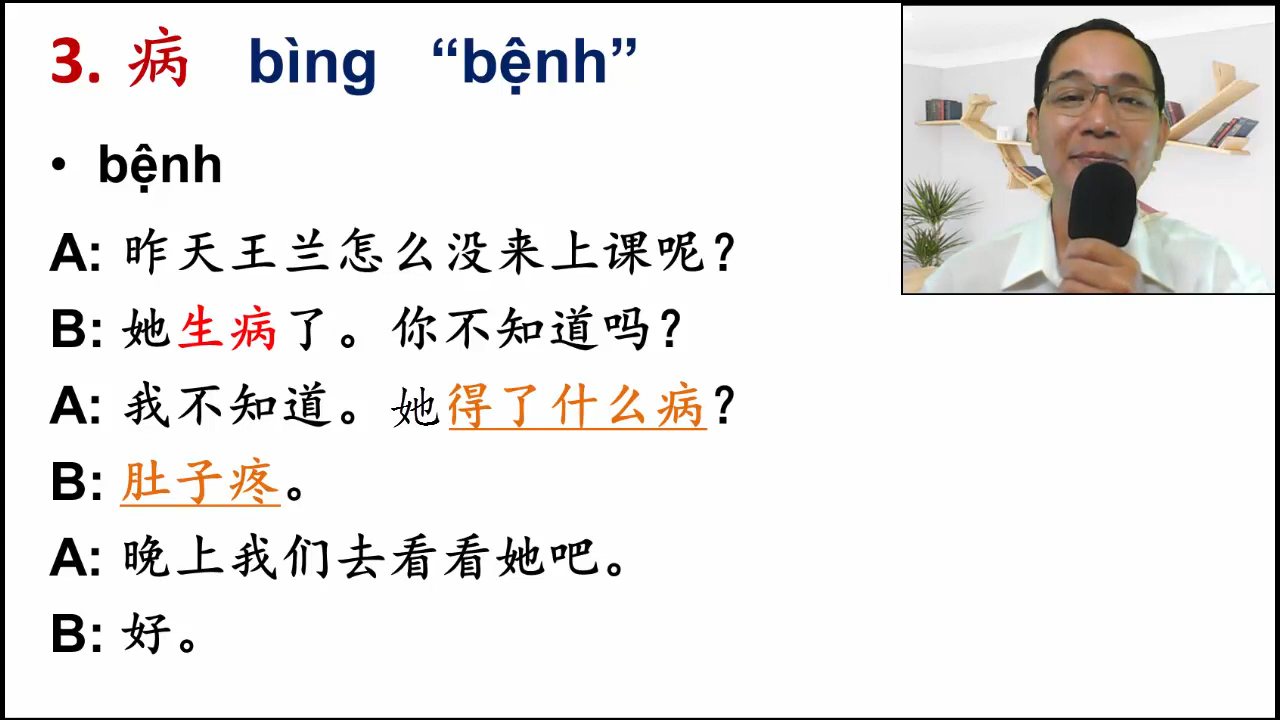 3. 病 bìng “bệnh”
• bệnh
A: 昨天王兰怎么没来上课呢？
B: 她生病了。你不知道吗？
A: 我不知道。她得了什么病？
B: 肚子疼。
A: 晚上我们去看看她吧。
B: 好。